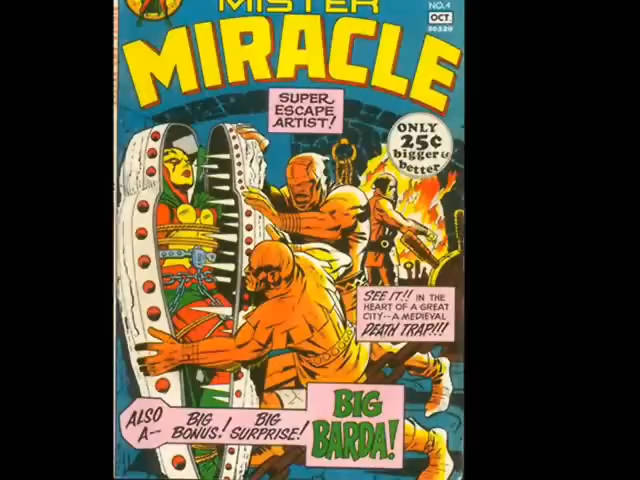 MISTER
MIRACLE
NO.4
OCT.
30320
SUPER
ESCAPE
ARTIST!
ONLY
25¢
bigger &
better
SEE IT!! IN THE
HEART OF A GREAT
CITY--A MEDIEVAL
DEATH TRAP!!!
ALSO
A--
BIG
BONUS!
BIG
SURPRISE!
BIG
BARDA!